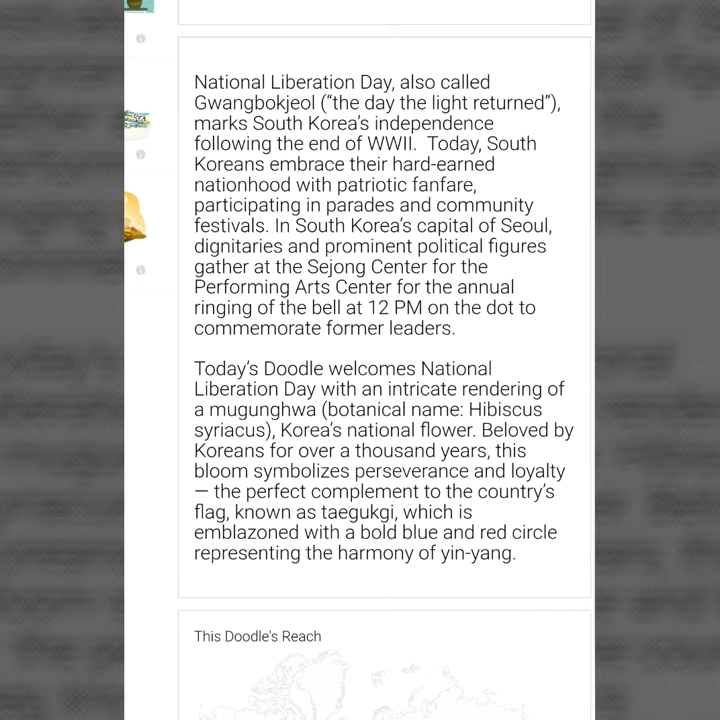 National Liberation Day, also called
Gwangbokjeol (“the day the light returned”),
marks South Korea’s independence
following the end of WWII.  Today, South
Koreans embrace their hard-earned
nationhood with patriotic fanfare,
participating in parades and community
festivals. In South Korea’s capital of Seoul,
dignitaries and prominent political figures
gather at the Sejong Center for the
Performing Arts Center for the annual
ringing of the bell at 12 PM on the dot to
commemorate former leaders.
Today’s Doodle welcomes National
Liberation Day with an intricate rendering of
a mugunghwa (botanical name: Hibiscus
syriacus), Korea’s national flower. Beloved by
Koreans for over a thousand years, this
bloom symbolizes perseverance and loyalty
— the perfect complement to the country’s
flag, known as taegukgi, which is
emblazoned with a bold blue and red circle
representing the harmony of yin-yang.
This Doodle's Reach